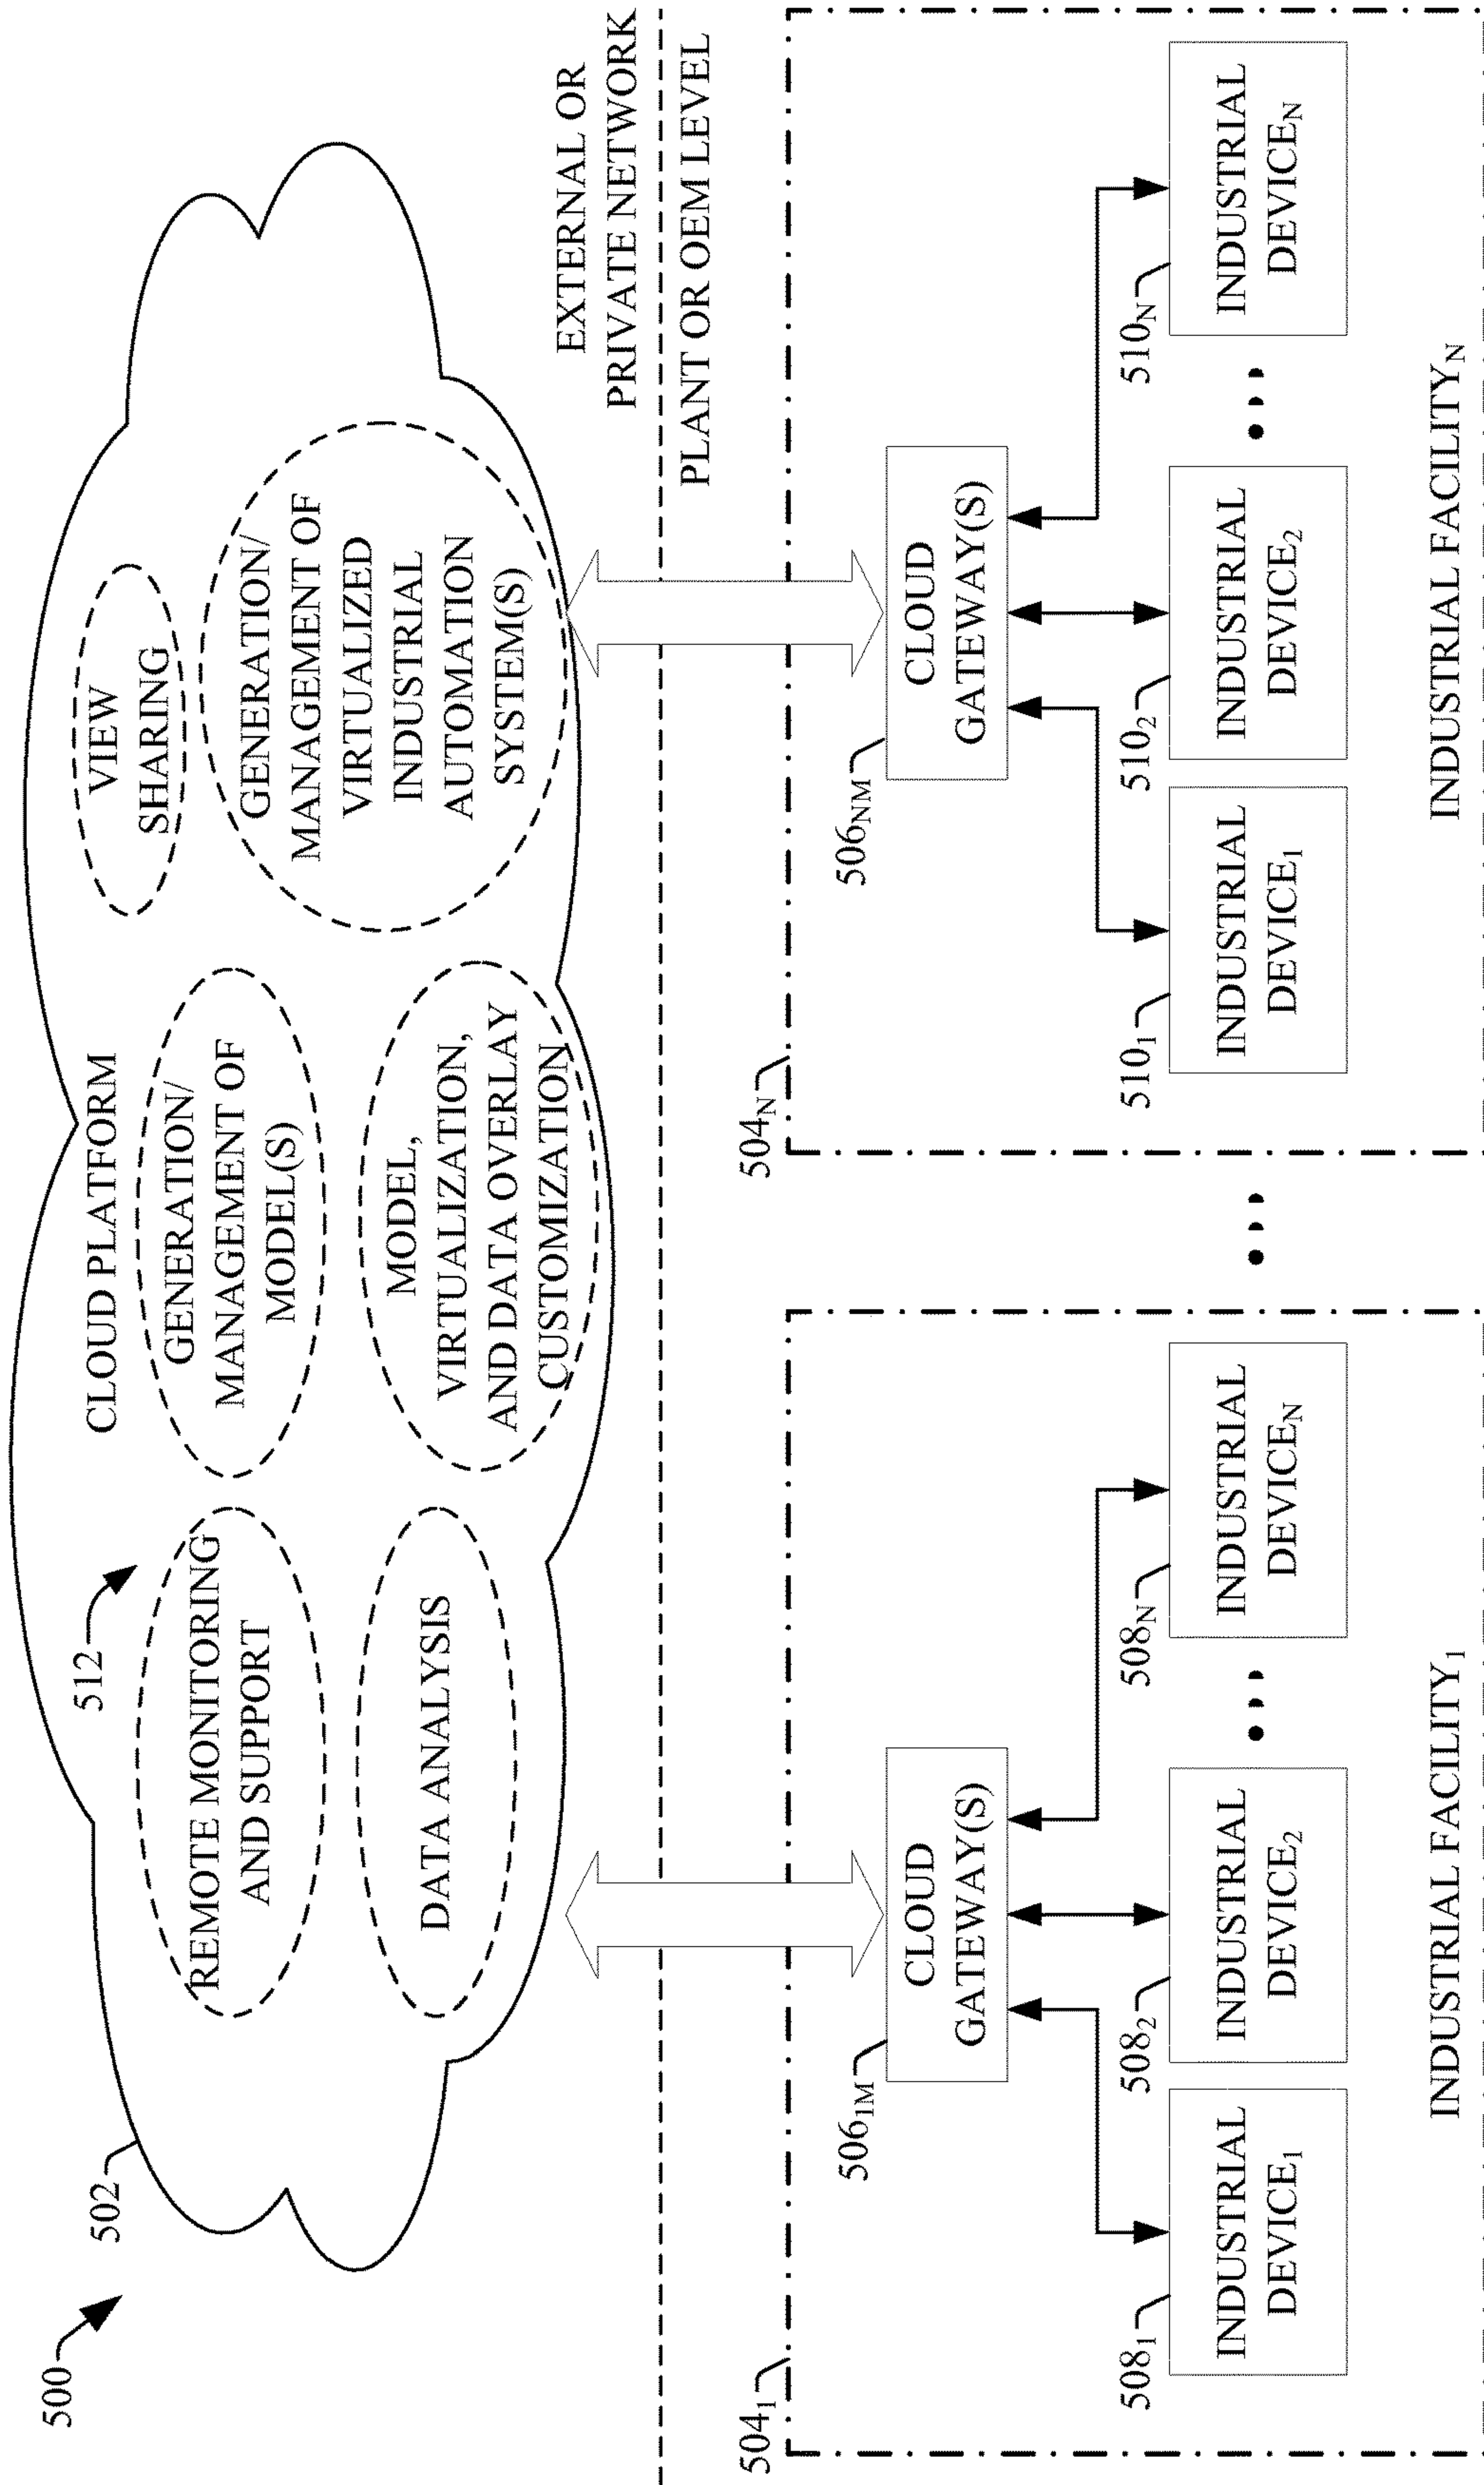 500
502
512
CLOUD PLATFORM
REMOTE MONITORING
AND SUPPORT
GENERATION/
MANAGEMENT OF
MODEL(S)
VIEW
SHARING
DATA ANALYSIS
MODEL,
VIRTUALIZATION,
AND DATA OVERLAY
CUSTOMIZATION
GENERATION/
MANAGEMENT OF
VIRTUALIZED
INDUSTRIAL
AUTOMATION
SYSTEM(S)
EXTERNAL OR
PRIVATE NETWORK
PLANT OR OEM LEVEL
504₁
506₁M
CLOUD
GATEWAY(S)
508₁
INDUSTRIAL
DEVICE₁
508₂
INDUSTRIAL
DEVICE₂
508N
INDUSTRIAL
DEVICEN
INDUSTRIAL FACILITY₁
504N
506NM
CLOUD
GATEWAY(S)
510₁
INDUSTRIAL
DEVICE₁
510₂
INDUSTRIAL
DEVICE₂
510N
INDUSTRIAL
DEVICEN
INDUSTRIAL FACILITYN